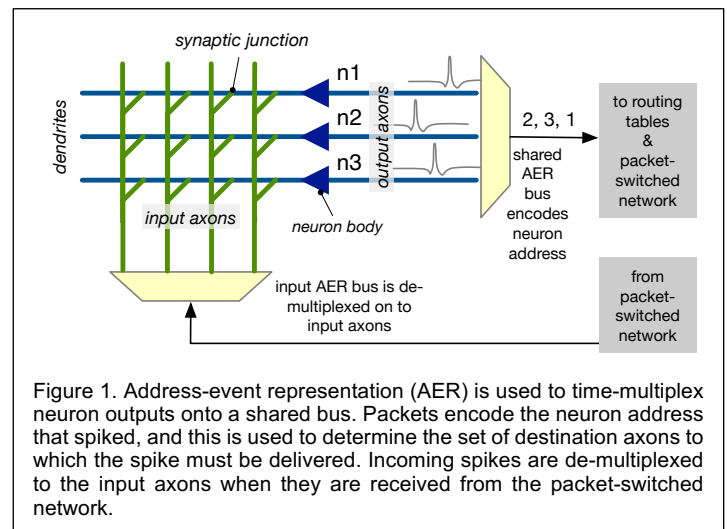 synaptic junction
dendrites
n1
n2
n3
output axons
input axons
neuron body
2, 3, 1
shared
AER
bus
encodes
neuron
address
to routing
tables
&
packet-
switched
network
input AER bus is de-
multiplexed on to
input axons
from
packet-
switched
network
Figure 1. Address-event representation (AER) is used to time-multiplex
neuron outputs onto a shared bus. Packets encode the neuron address
that spiked, and this is used to determine the set of destination axons to
which the spike must be delivered. Incoming spikes are de-multiplexed
to the input axons when they are received from the packet-switched
network.